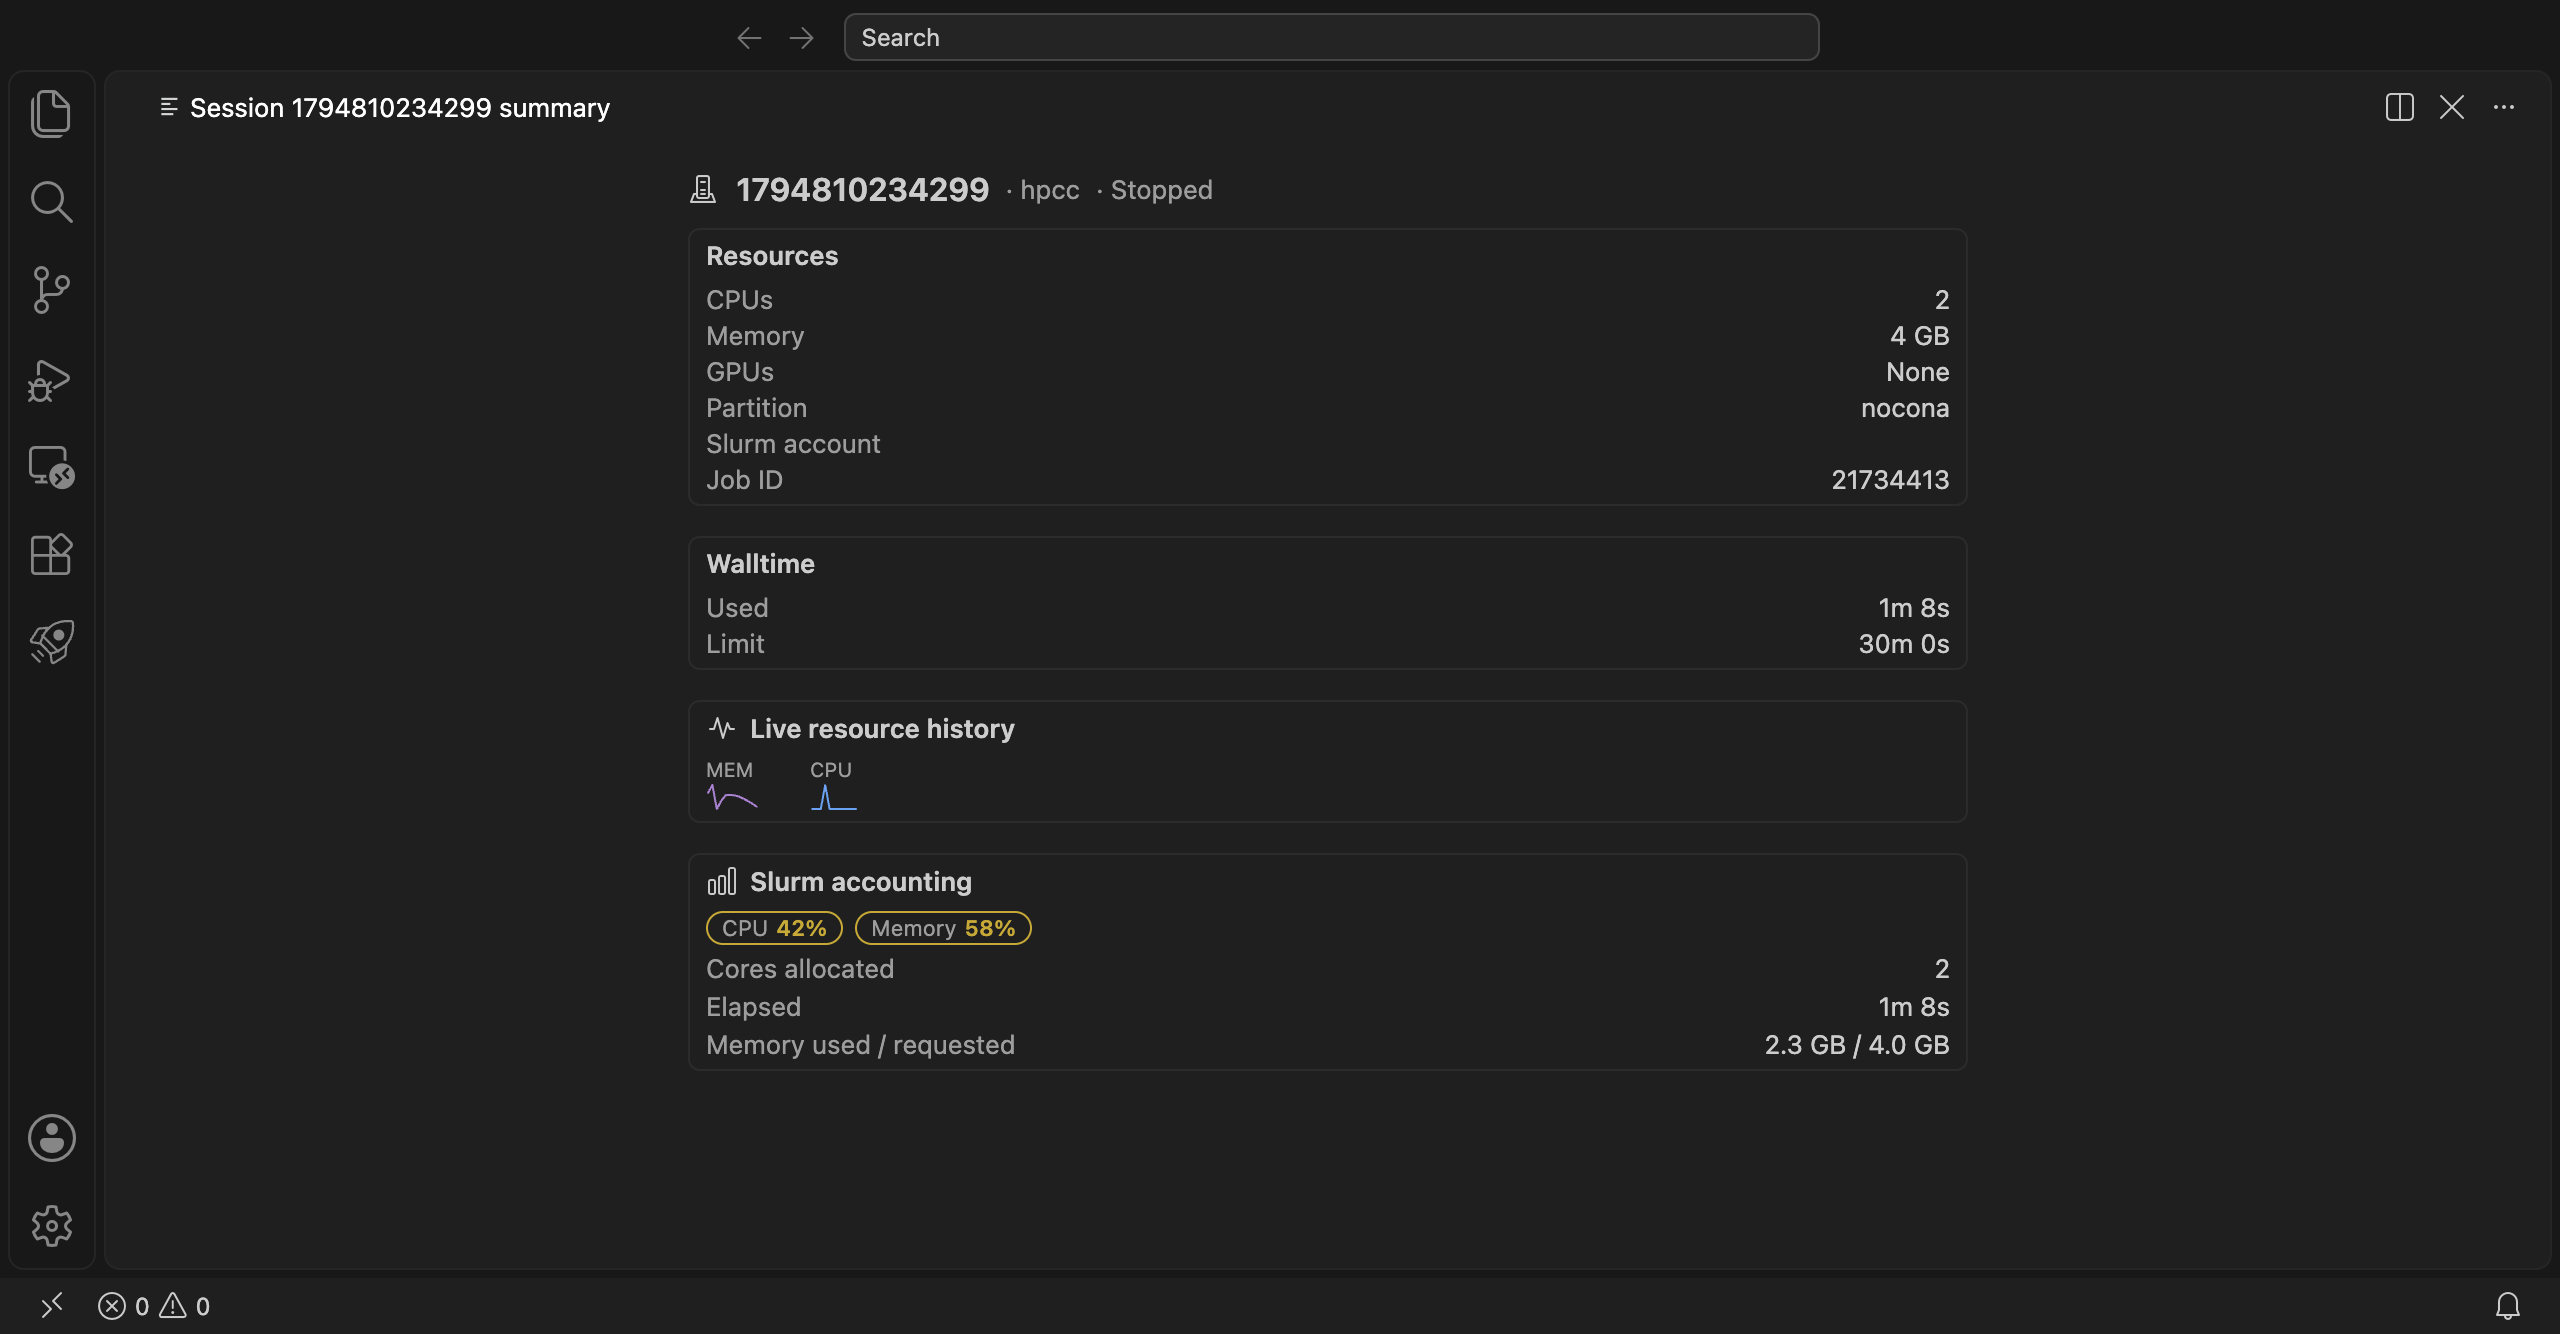 Search
Session 1794810234299 summary
1794810234299 · hpcc · Stopped
Resources
CPUs 2
Memory 4 GB
GPUs None
Partition nocona
Slurm account
Job ID 21734413
Walltime
Used 1m 8s
Limit 30m 0s
Live resource history
MEM CPU
Slurm accounting
CPU 42% Memory 58%
Cores allocated 2
Elapsed 1m 8s
Memory used / requested 2.3 GB / 4.0 GB
0 0